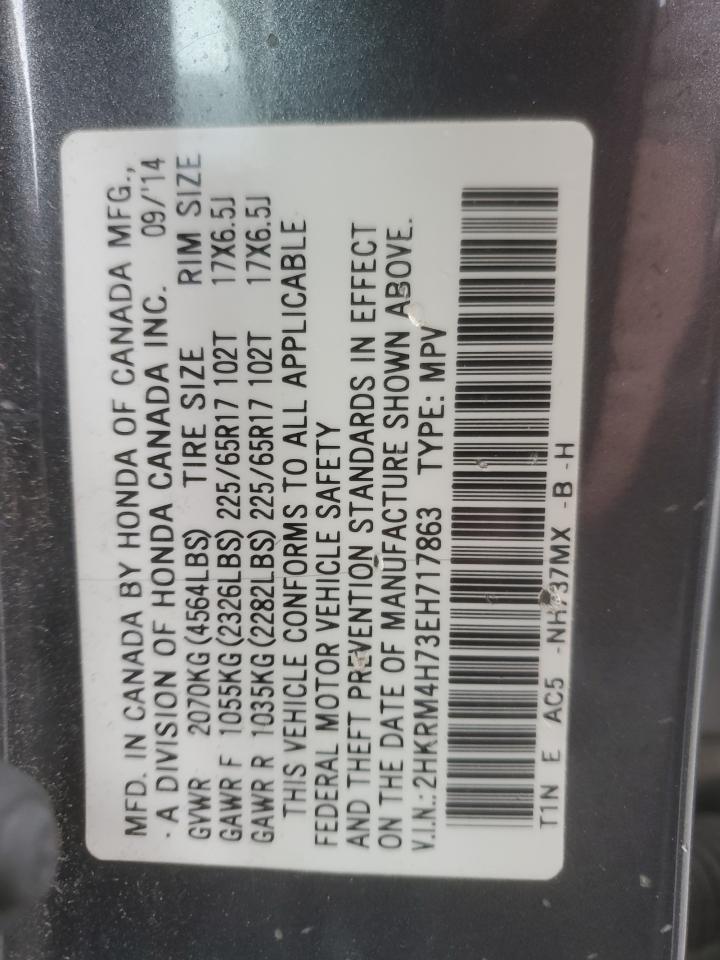 MFD. IN CANADA BY HONDA OF CANADA MFG.,
·A DIVISION OF HONDA CANADA INC. 09/'14
GVWR 2070KG(4564LBS) TIRE SIZE RIM SIZE
GAWR F 1055KG(2326LBS) 225/65R17 102T 17X6.5J
GAWR R 1035KG(2282LBS) 225/65R17 102T 17X6.5J
THIS VEHICLE CONFORMS TO ALL APPLICABLE
FEDERAL MOTOR VEHICLE SAFETY
AND THEFT PREVENTION STANDARDS IN EFFECT
ON THE DATE OF MANUFACTURE SHOWN ABOVE.
V.I.N.:2HKRM4H73EH717863 TYPE: MPV
T1N E AC5 -NH737MX -B -H